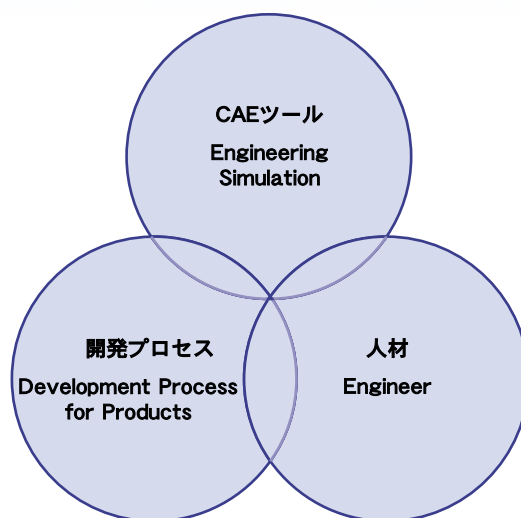 CAEツール
Engineering
Simulation
開発プロセス
Development Process
for Products
人材
Engineer